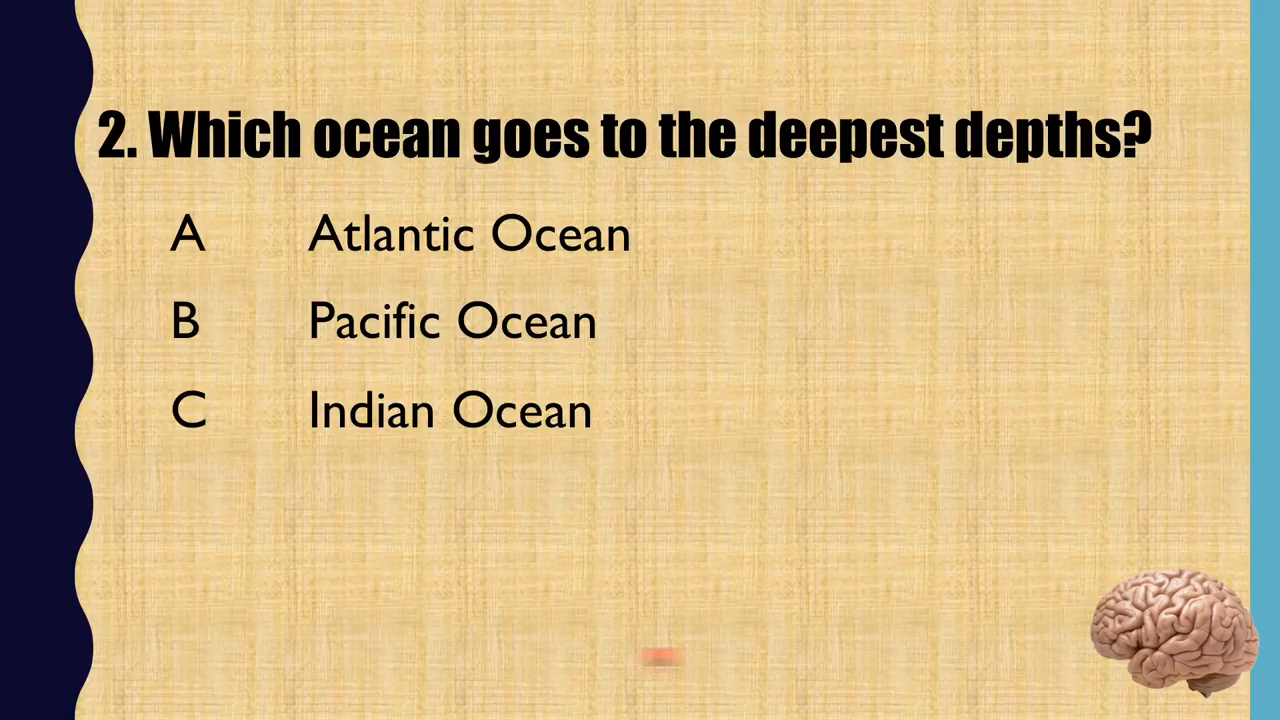 2. Which ocean goes to the deepest depths?
A Atlantic Ocean
B Pacific Ocean
C Indian Ocean